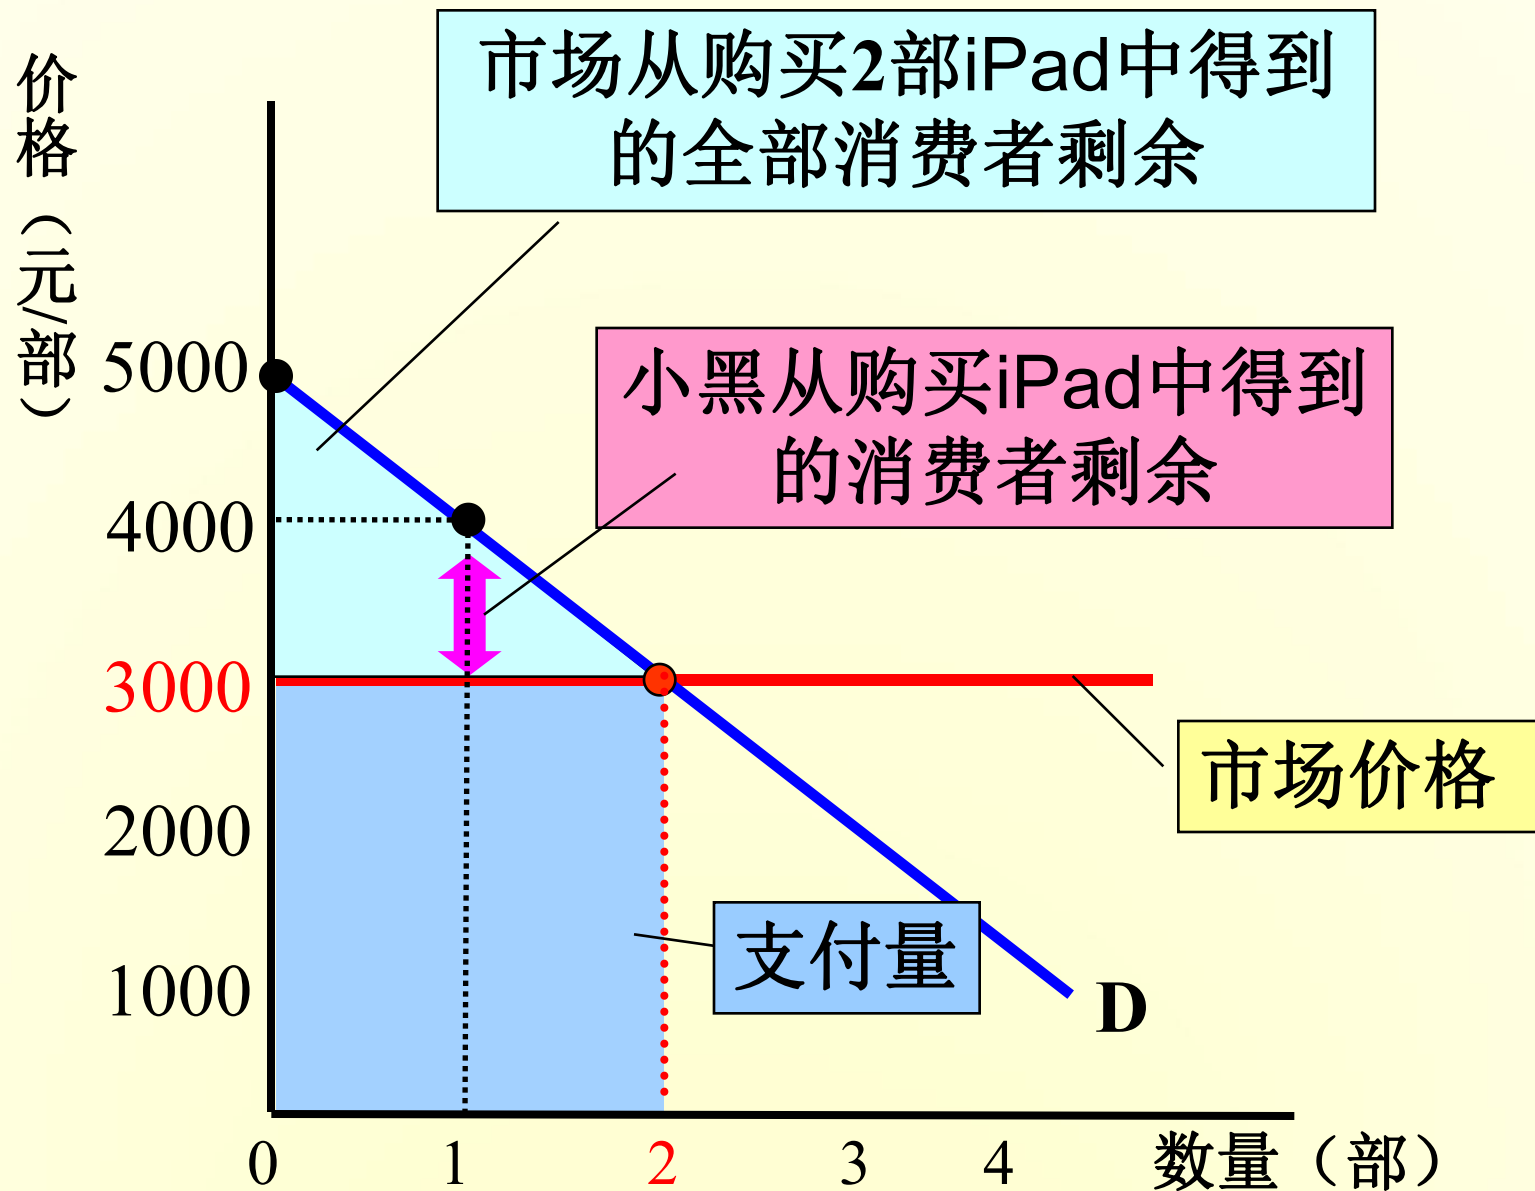 市场从购买2部iPad中得到
的全部消费者剩余
价格（元/部）
小黑从购买iPad中得到
的消费者剩余
5000
4000
3000
2000
1000
市场价格
支付量
D
0 1 2 3 4 数量（部）